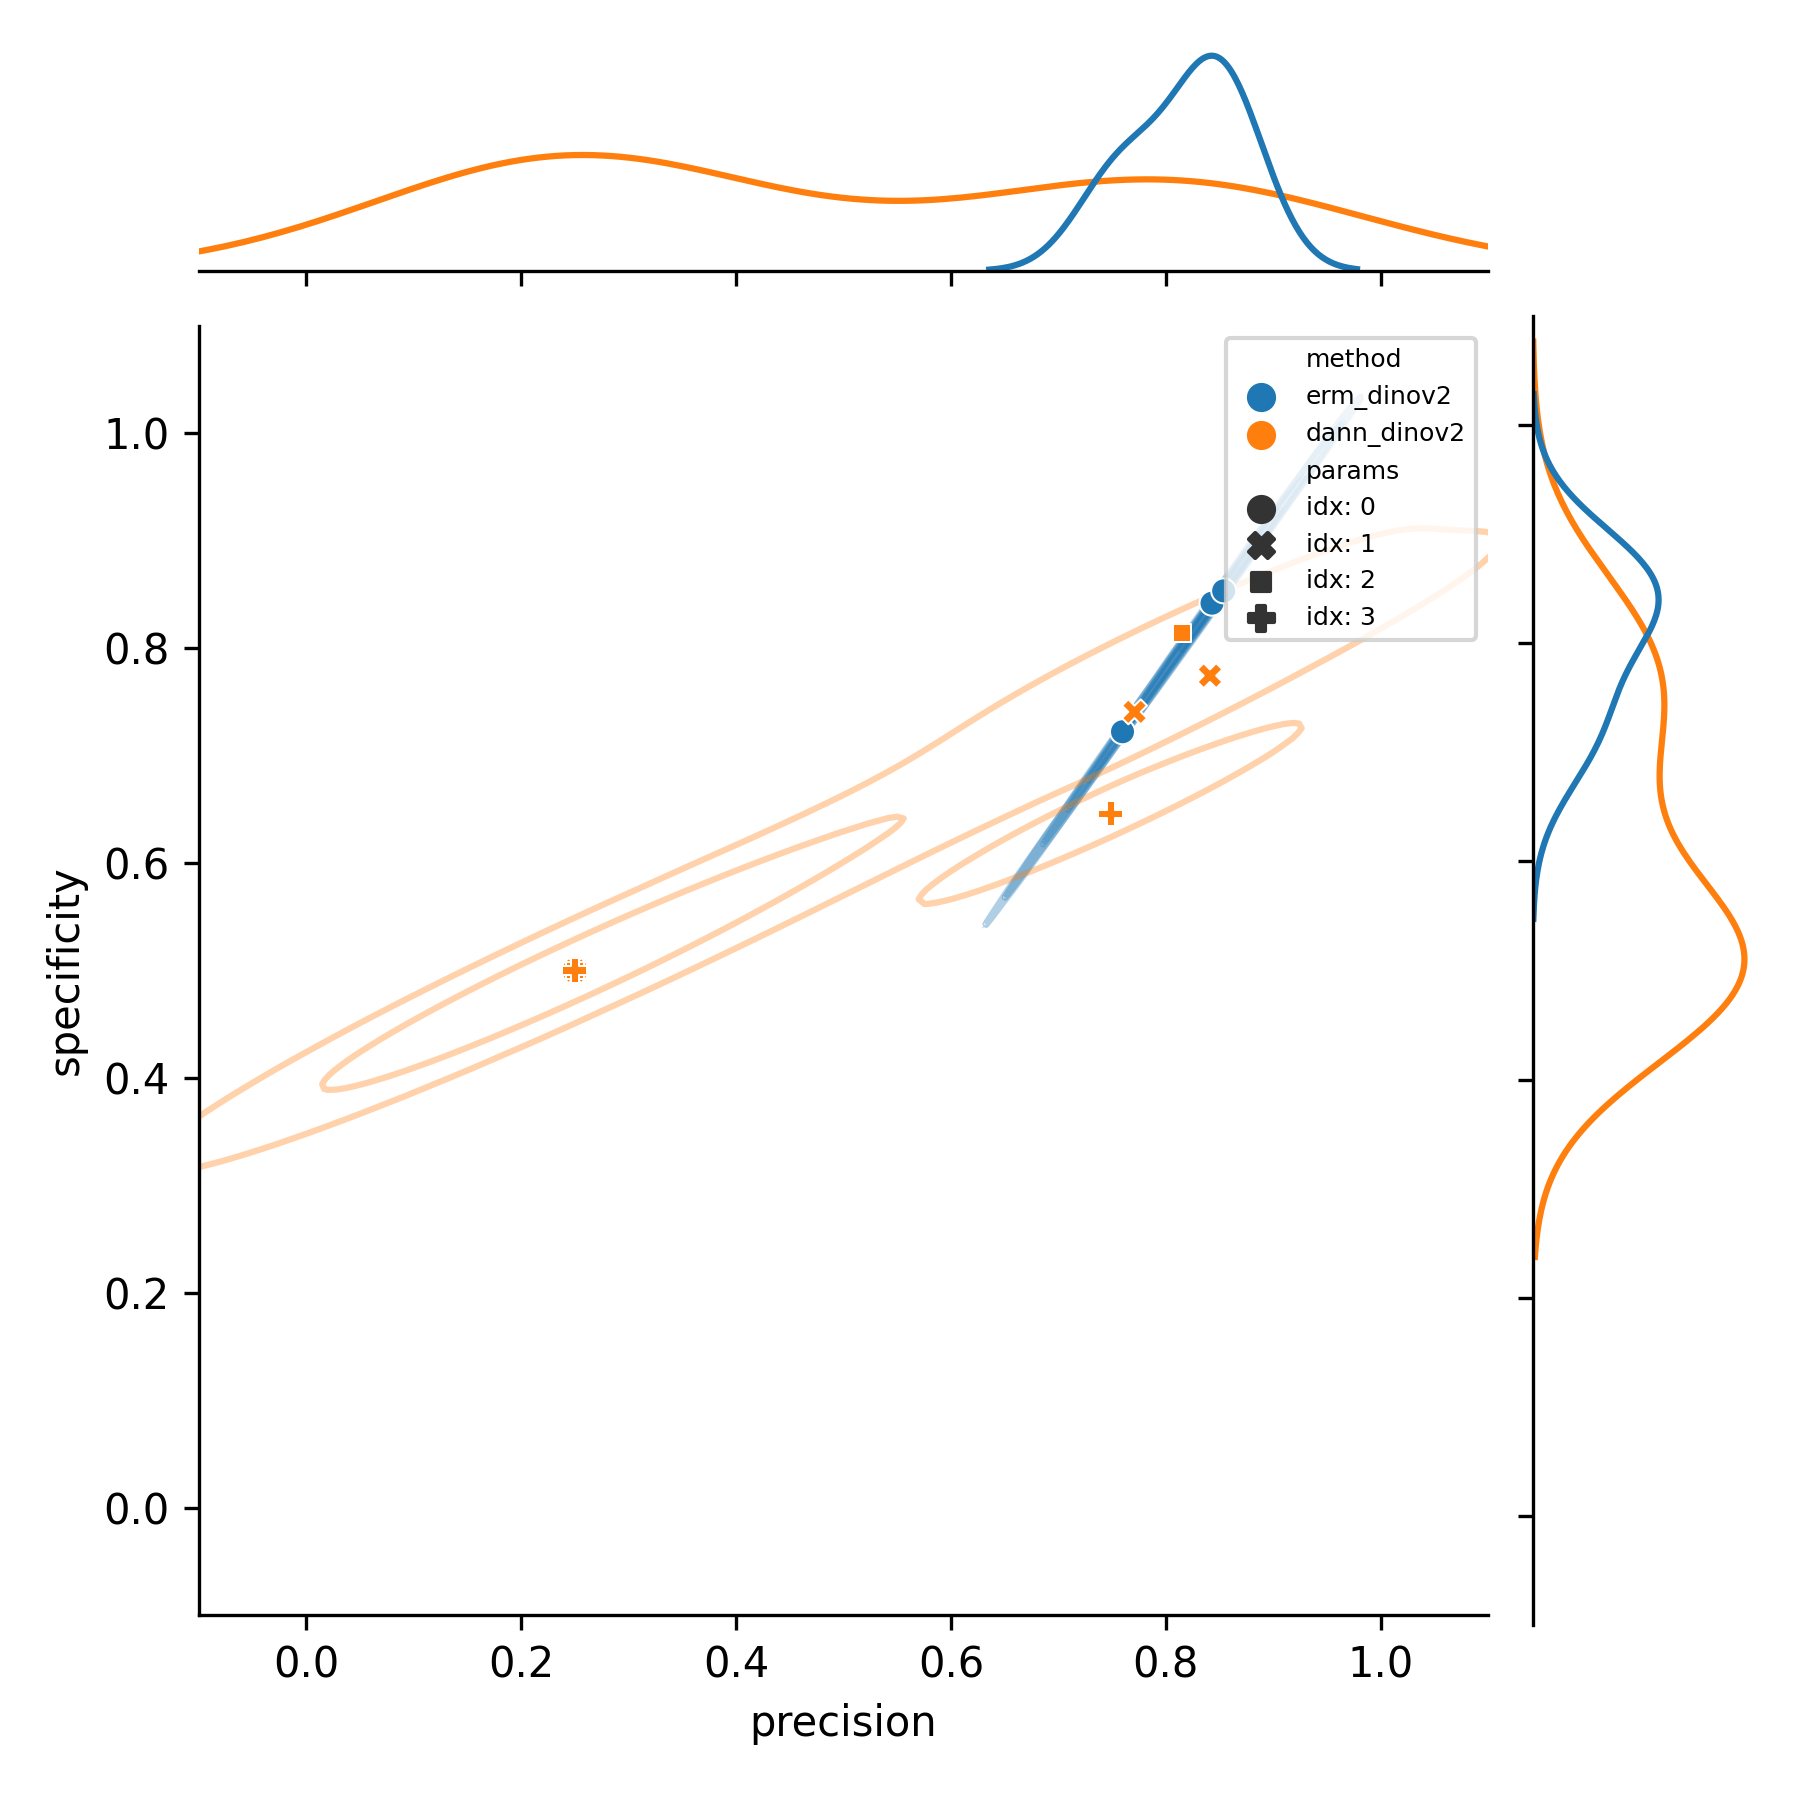 method
erm_dinov2
dann_dinov2
params
idx: 0
idx: 1
idx: 2
idx: 3
1.0
0.8
0.6
0.4
0.2
0.0
specificity
0.0 0.2 0.4 0.6 0.8 1.0
precision